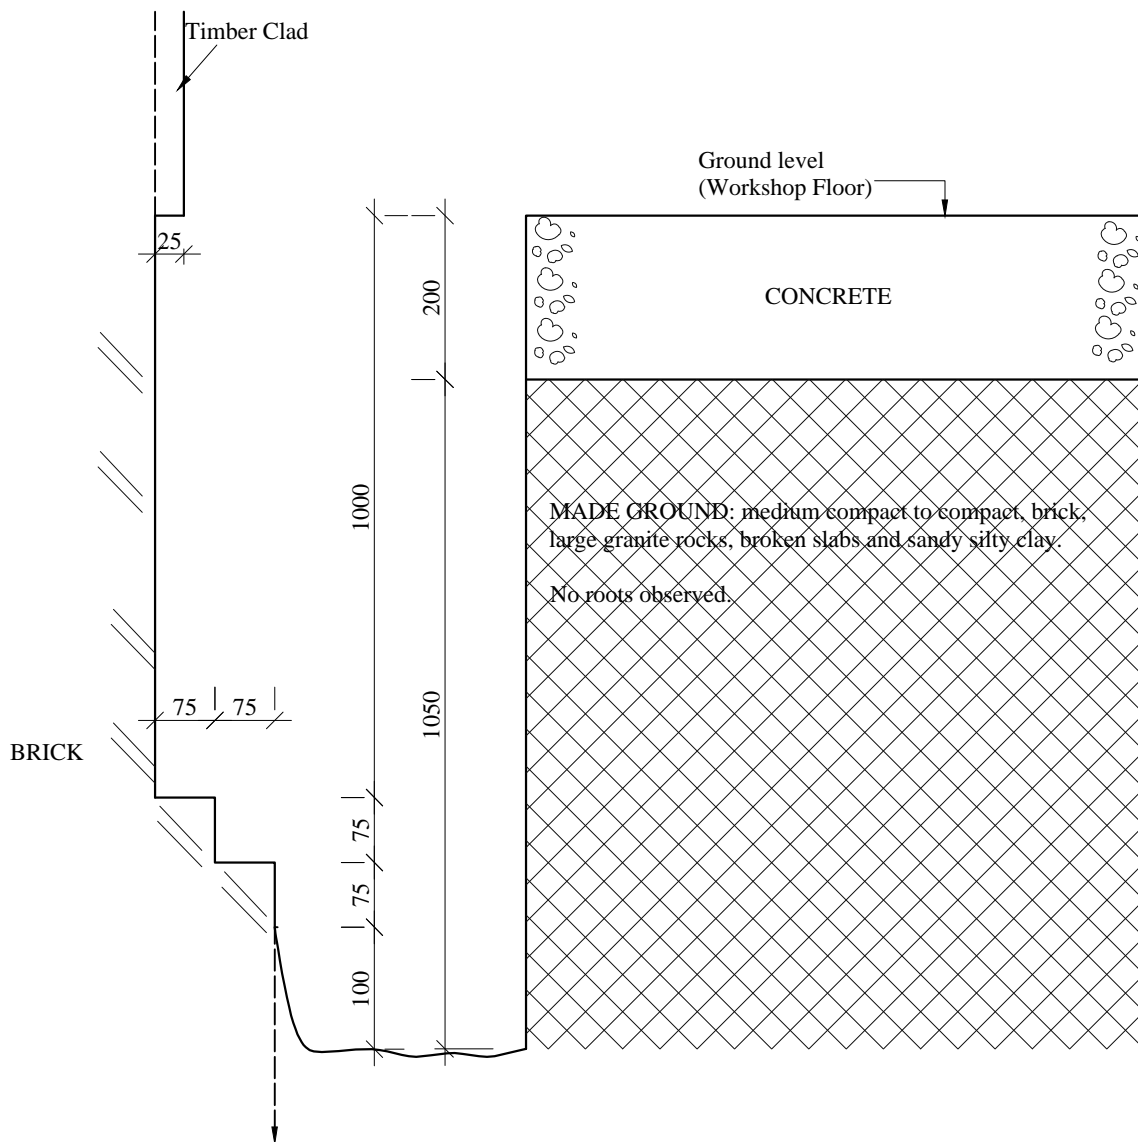 Timber Clad
Ground level
(Workshop Floor)
25
200
CONCRETE
1000
MADE GROUND: medium compact to compact, brick,
large granite rocks, broken slabs and sandy silty clay.
No roots observed.
75 75
1050
BRICK
75
75
100